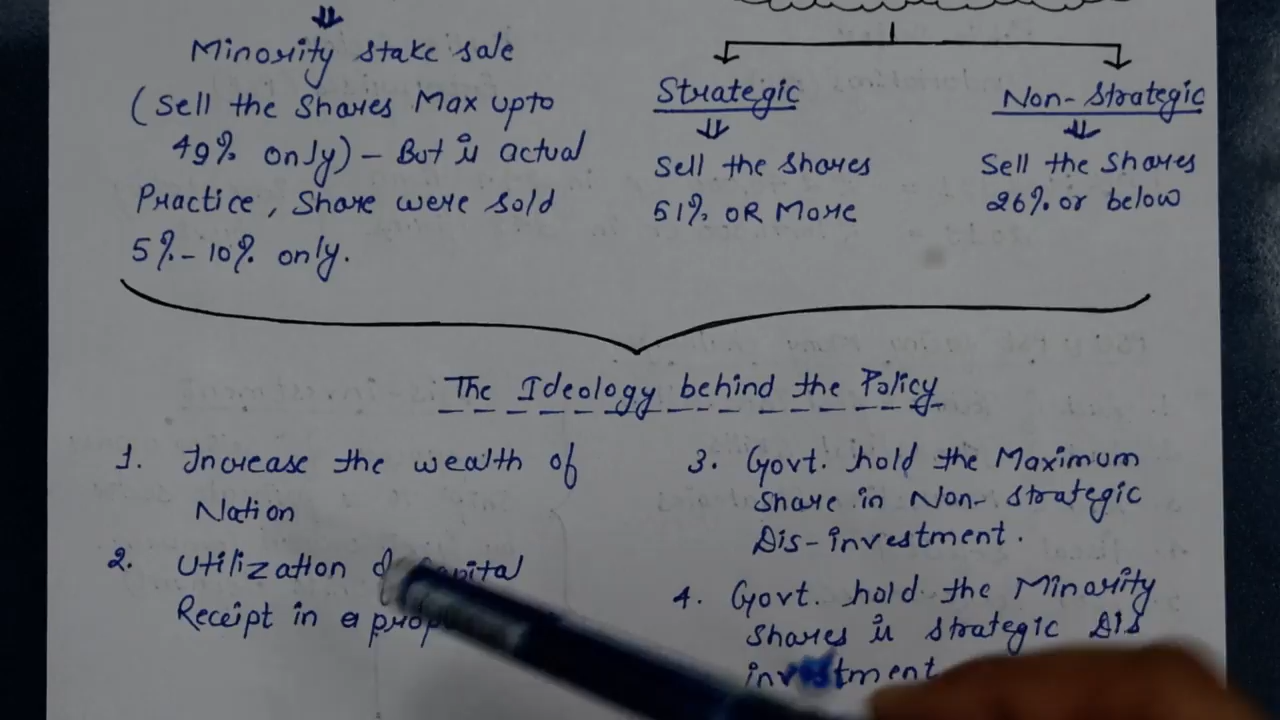 Minority stake sale
(Sell the Shares Max upto
49% only) - But in actual
Practice, Share were sold
5% - 10% only.
Strategic
Sell the Shares
51% OR More
Non-Strategic
Sell the Shares
26% or below
The Ideology behind the Policy
1. Increase the wealth of
Nation
2. Utilization of Capital
Receipt in a
3. Govt. hold the Maximum
Share in Non-Strategic
Dis-investment.
4. Govt. hold the Minority
Shares in Strategic Dis
investment